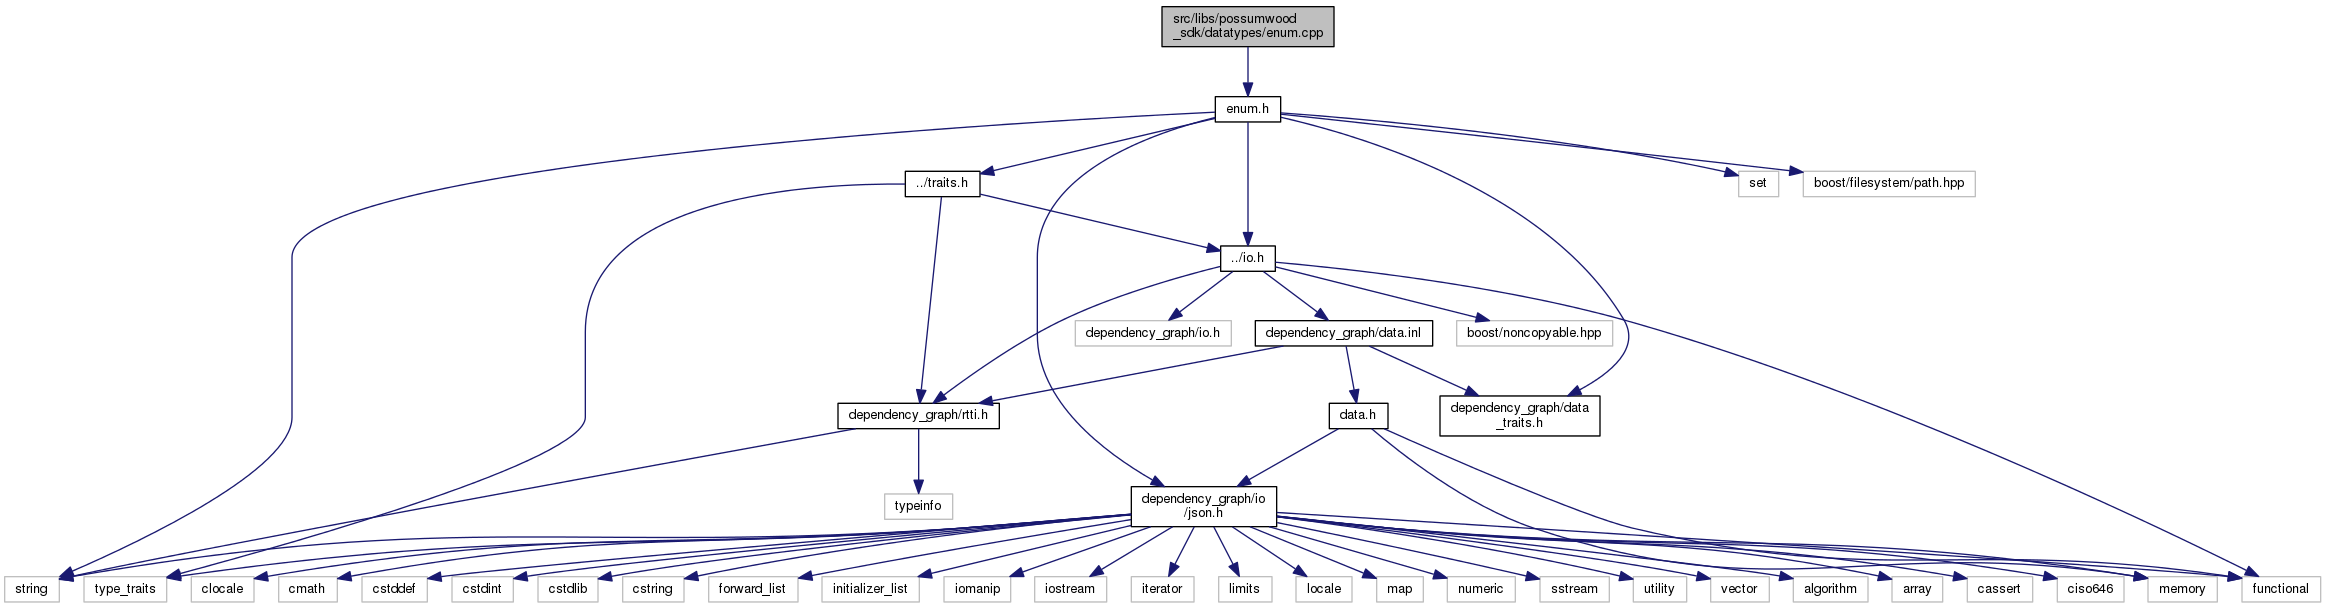 src/libs/possumwood
_sdk/datatypes/enum.cpp
enum.h
../traits.h
set
boost/filesystem/path.hpp
../io.h
dependency_graph/io.h
dependency_graph/data.inl
boost/noncopyable.hpp
dependency_graph/rtti.h
data.h
dependency_graph/data
_traits.h
typeinfo
dependency_graph/io
/json.h
string
type_traits
clocale
cmath
cstddef
cstdint
cstdlib
cstring
forward_list
initializer_list
iomanip
iostream
iterator
limits
locale
map
numeric
sstream
utility
vector
algorithm
array
cassert
ciso646
memory
functional